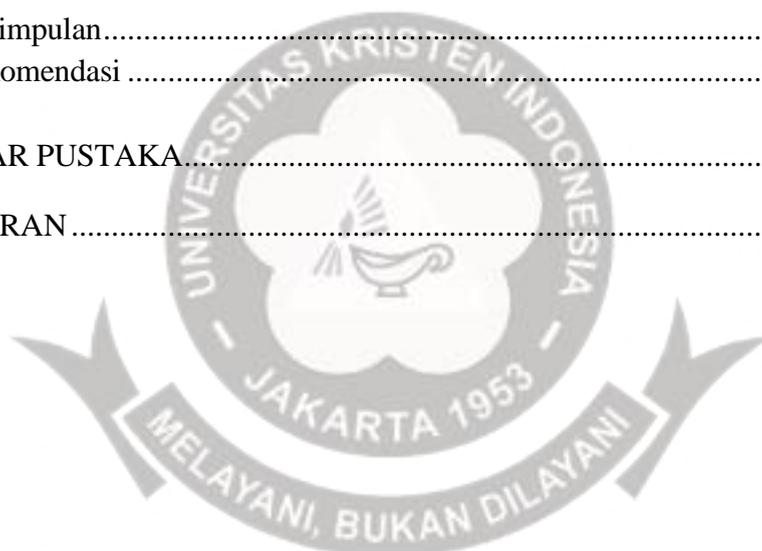 impulan..............................................................................................
omendasi ..........................................................................................
AR PUSTAKA...................................................................................
RAN..................................................................................................
UNIVERSITAS KRISTEN INDONESIA
JAKARTA 1953
MELAYANI, BUKAN DILAYANI